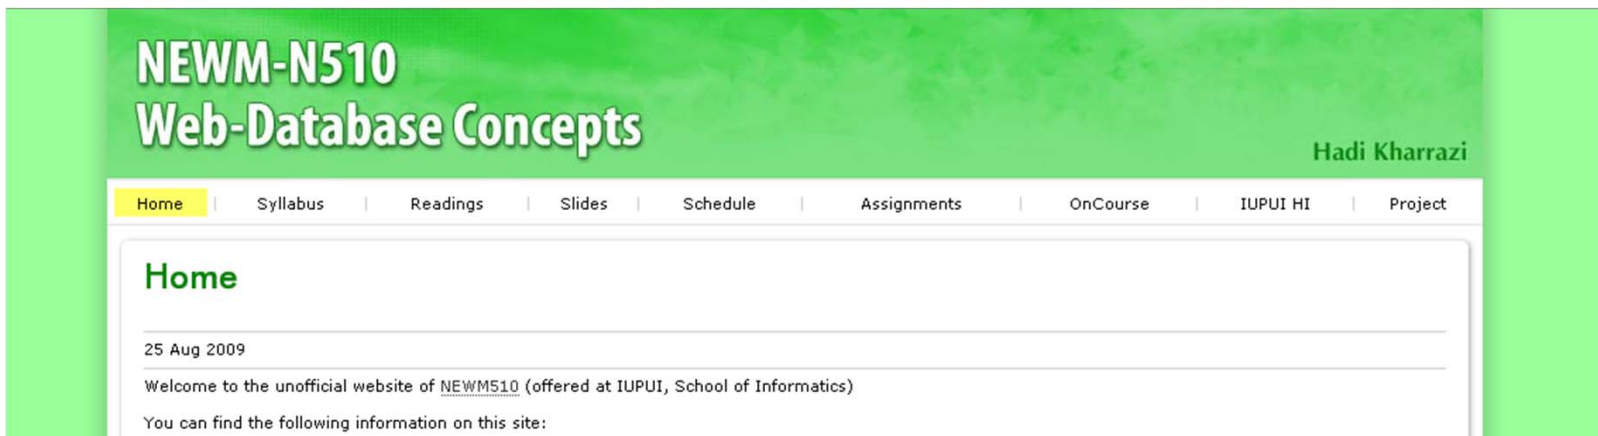 NEWM-N510
Web-Database Concepts
Hadi Kharrazi
Home | Syllabus | Readings | Slides | Schedule | Assignments | OnCourse | IUPUI HI | Project
Home
25 Aug 2009
Welcome to the unofficial website of NEWM510 (offered at IUPUI, School of Informatics)
You can find the following information on this site: